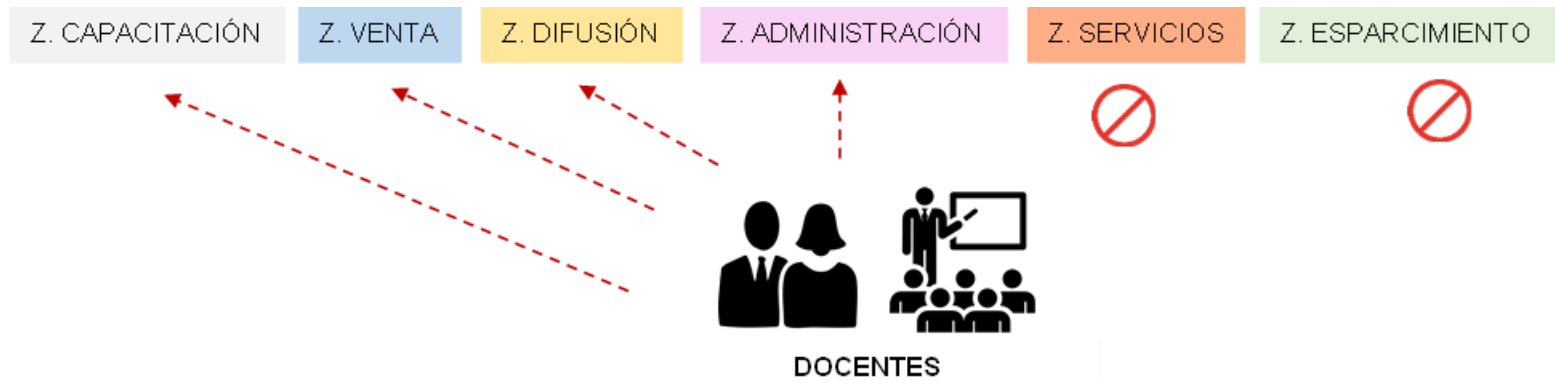 Z. CAPACITACIÓN
Z. VENTA
Z. DIFUSIÓN
Z. ADMINISTRACIÓN
Z. SERVICIOS
Z. ESPARCIMIENTO
DOCENTES